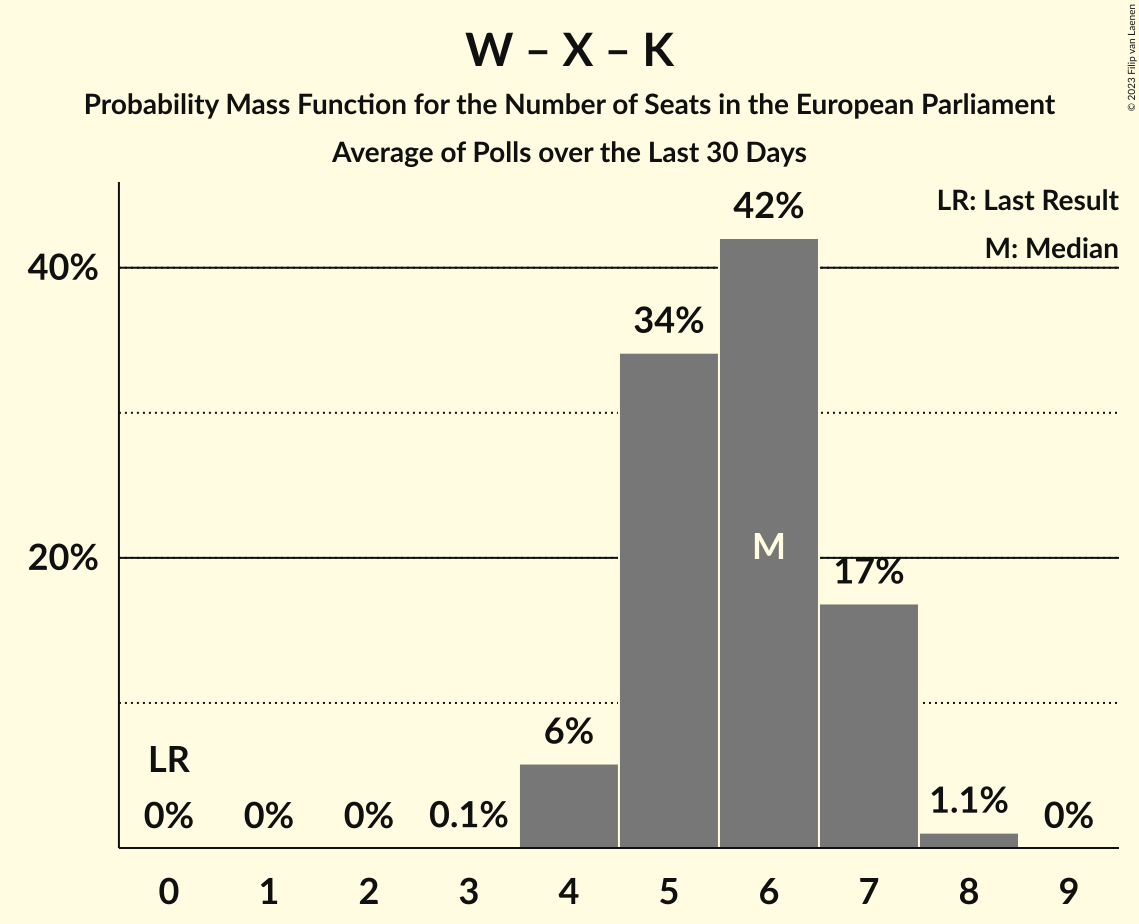 W – X – K
Probability Mass Function for the Number of Seats in the European Parliament
Average of Polls over the Last 30 Days
© 2023 Filip van Laenen
LR: Last Result
M: Median
40%
20%
42%
34%
M
17%
6%
LR
0%
0%
0%
0.1%
1.1%
0%
0
1
2
3
4
5
6
7
8
9